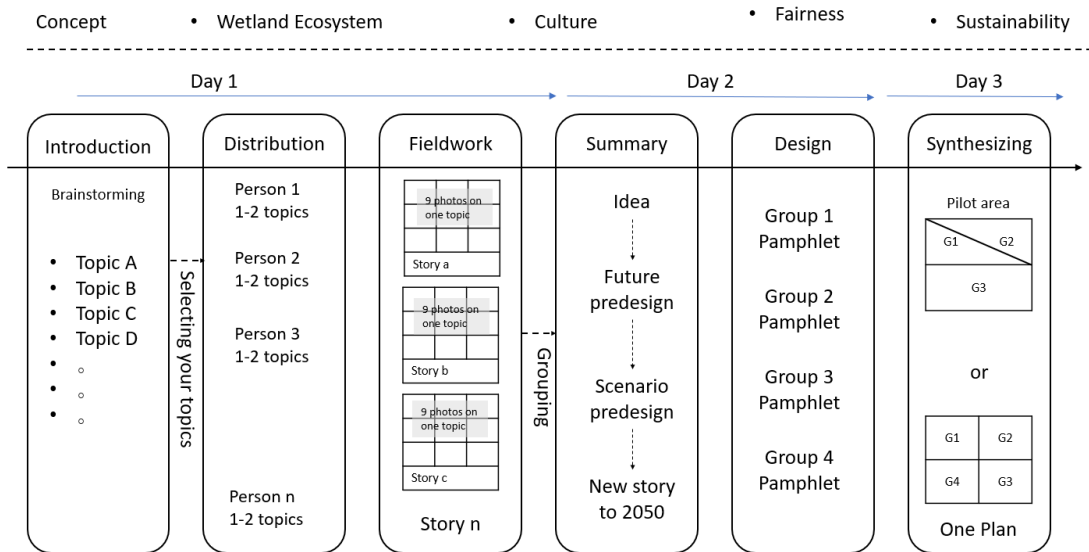 Concept • Wetland Ecosystem • Culture • Fairness • Sustainability
Day 1 Day 2 Day 3
Introduction
Brainstorming
• Topic A
• Topic B
• Topic C
• Topic D
• ○
• ○
• ○
Selecting your topics
Distribution
Person 1
1-2 topics
Person 2
1-2 topics
Person 3
1-2 topics
Person n
1-2 topics
Fieldwork
9 photos on
one topic
Story a
9 photos on
one topic
Story b
9 photos on
one topic
Story c
Story n
Grouping
Summary
Idea
Future
predesign
Scenario
predesign
New story
to 2050
Design
Group 1
Pamphlet
Group 2
Pamphlet
Group 3
Pamphlet
Group 4
Pamphlet
Synthesizing
Pilot area
G1 G2
G3
or
G1 G2
G4 G3
One Plan